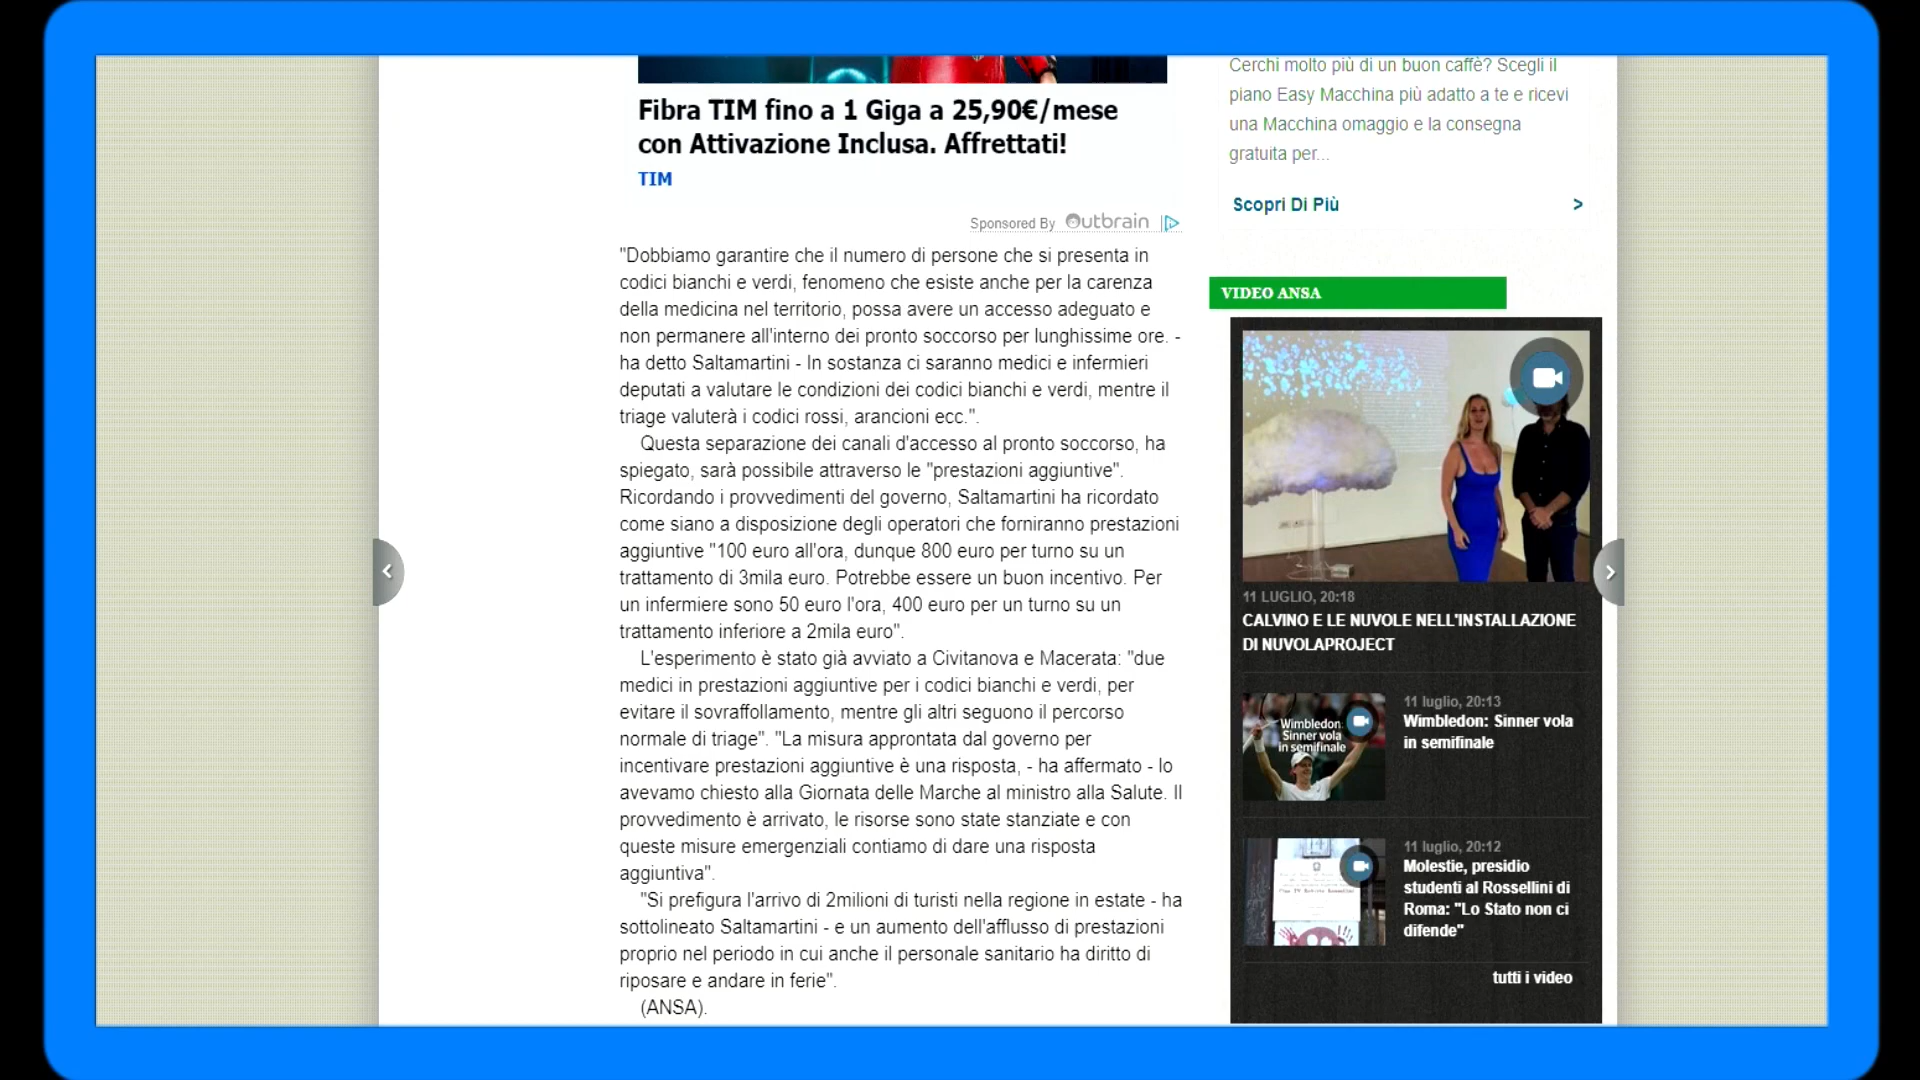 Fibra TIM fino a 1 Giga a 25,90€/mese
con Attivazione Inclusa. Affrettati!
TIM
Sponsored By Outbrain
"Dobbiamo garantire che il numero di persone che si presenta in
codici bianchi e verdi, fenomeno che esiste anche per la carenza
della medicina nel territorio, possa avere un accesso adeguato e
non permanere all'interno dei pronto soccorso per lunghissime ore. -
ha detto Saltamartini - In sostanza ci saranno medici e infermieri
deputati a valutare le condizioni dei codici bianchi e verdi, mentre il
triage valuterà i codici rossi, arancioni ecc.".
Questa separazione dei canali d'accesso al pronto soccorso, ha
spiegato, sarà possibile attraverso le "prestazioni aggiuntive".
Ricordando i provvedimenti del governo, Saltamartini ha ricordato
come siano a disposizione degli operatori che forniranno prestazioni
aggiuntive "100 euro all'ora, dunque 800 euro per turno su un
trattamento di 3mila euro. Potrebbe essere un buon incentivo. Per
un infermiere sono 50 euro l'ora, 400 euro per un turno su un
trattamento inferiore a 2mila euro".
L'esperimento è stato già avviato a Civitanova e Macerata: "due
medici in prestazioni aggiuntive per i codici bianchi e verdi, per
evitare il sovraffollamento, mentre gli altri seguono il percorso
normale di triage". "La misura approntata dal governo per
incentivare prestazioni aggiuntive è una risposta, - ha affermato - lo
avevamo chiesto alla Giornata delle Marche al ministro alla Salute. Il
provvedimento è arrivato, le risorse sono state stanziate e con
queste misure emergenziali contiamo di dare una risposta
aggiuntiva".
"Si prefigura l'arrivo di 2milioni di turisti nella regione in estate - ha
sottolineato Saltamartini - e un aumento dell'afflusso di prestazioni
proprio nel periodo in cui anche il personale sanitario ha diritto di
riposare e andare in ferie".
(ANSA).
Cerchi molto più di un buon caffè? Scegli il
piano Easy Macchina più adatto a te e ricevi
una Macchina omaggio e la consegna
gratuita per...
Scopri Di Più >
VIDEO ANSA
11 LUGLIO, 20:18
CALVINO E LE NUVOLE NELL'INSTALLAZIONE
DI NUVOLAPROJECT
Wimbledon:
Sinner vola
in semifinale
11 luglio, 20:13
Wimbledon: Sinner vola
in semifinale
11 luglio, 20:12
Molestie, presidio
studenti al Rossellini di
Roma: "Lo Stato non ci
difende"
tutti i video